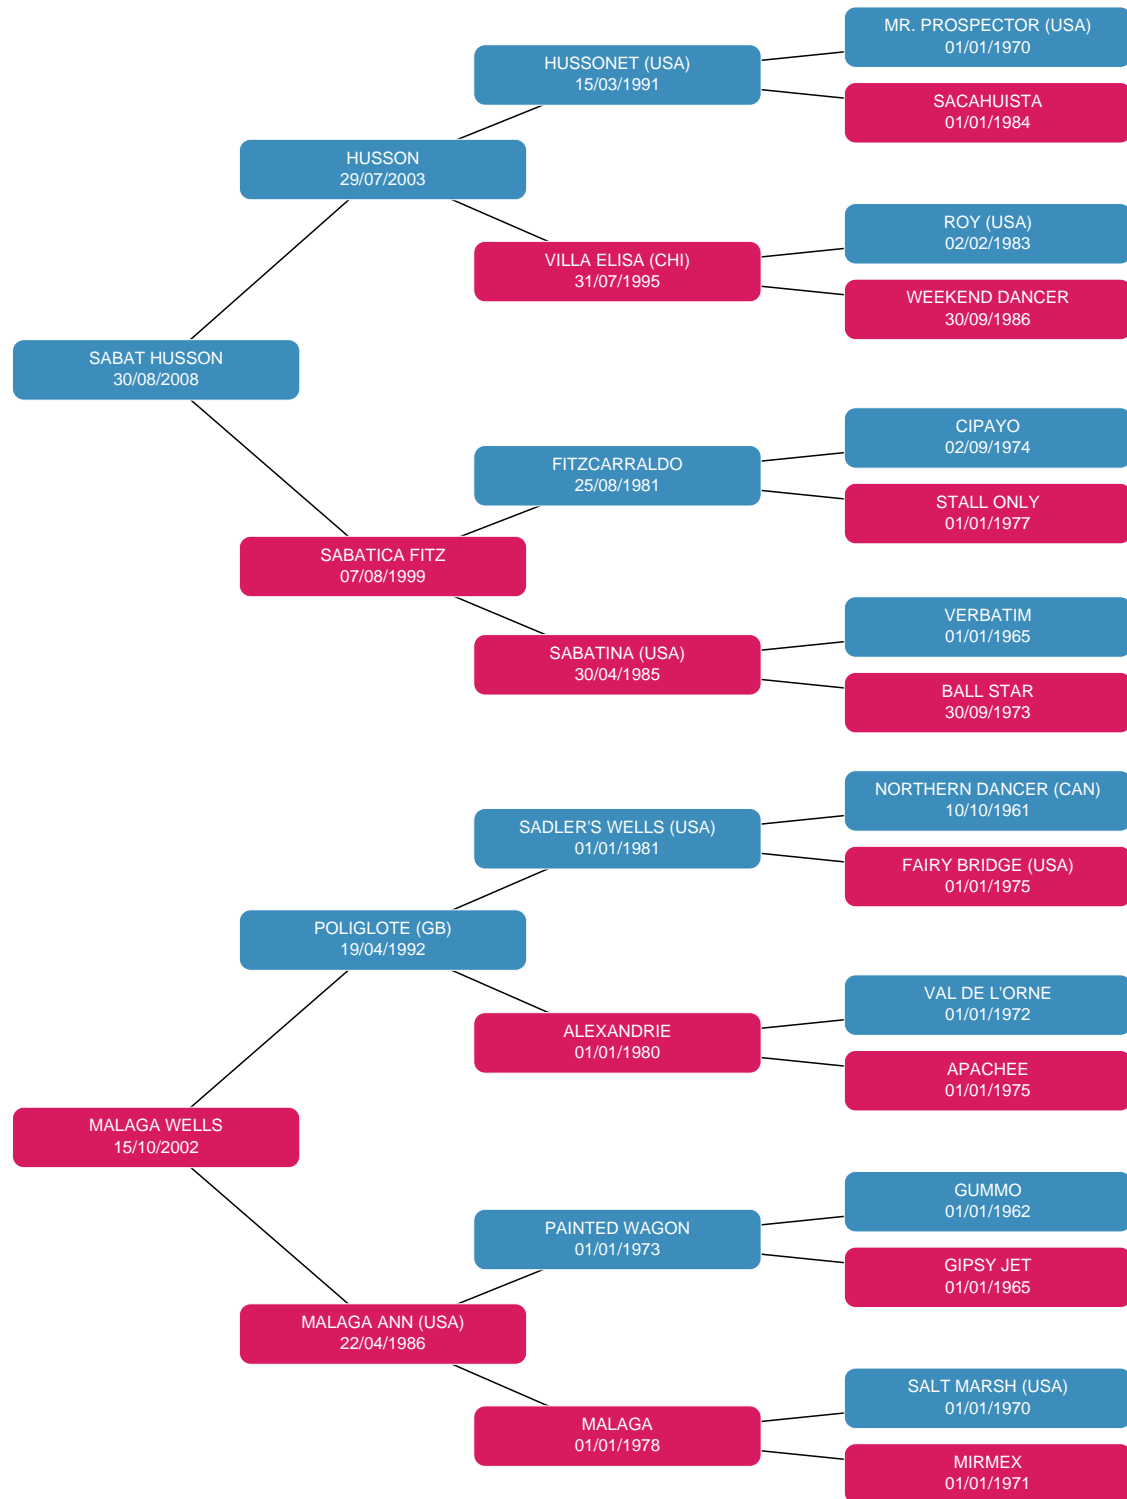 MR. PROSPECTOR (USA)
01/01/1970
HUSSONET (USA)
15/03/1991
SACAHUISTA
01/01/1984
HUSSON
29/07/2003
ROY (USA)
02/02/1983
VILLA ELISA (CHI)
31/07/1995
WEEKEND DANCER
30/09/1986
SABAT HUSSON
30/08/2008
CIPAYO
02/09/1974
FITZCARRALDO
25/08/1981
STALL ONLY
01/01/1977
SABATICA FITZ
07/08/1999
VERBATIM
01/01/1965
SABATINA (USA)
30/04/1985
BALL STAR
30/09/1973
NORTHERN DANCER (CAN)
10/10/1961
SADLER'S WELLS (USA)
01/01/1981
FAIRY BRIDGE (USA)
01/01/1975
POLIGLOTE (GB)
19/04/1992
VAL DE L'ORNE
01/01/1972
ALEXANDRIE
01/01/1980
APACHEE
01/01/1975
MALAGA WELLS
15/10/2002
GUMMO
01/01/1962
PAINTED WAGON
01/01/1973
GIPSY JET
01/01/1965
MALAGA ANN (USA)
22/04/1986
SALT MARSH (USA)
01/01/1970
MALAGA
01/01/1978
MIRMEX
01/01/1971